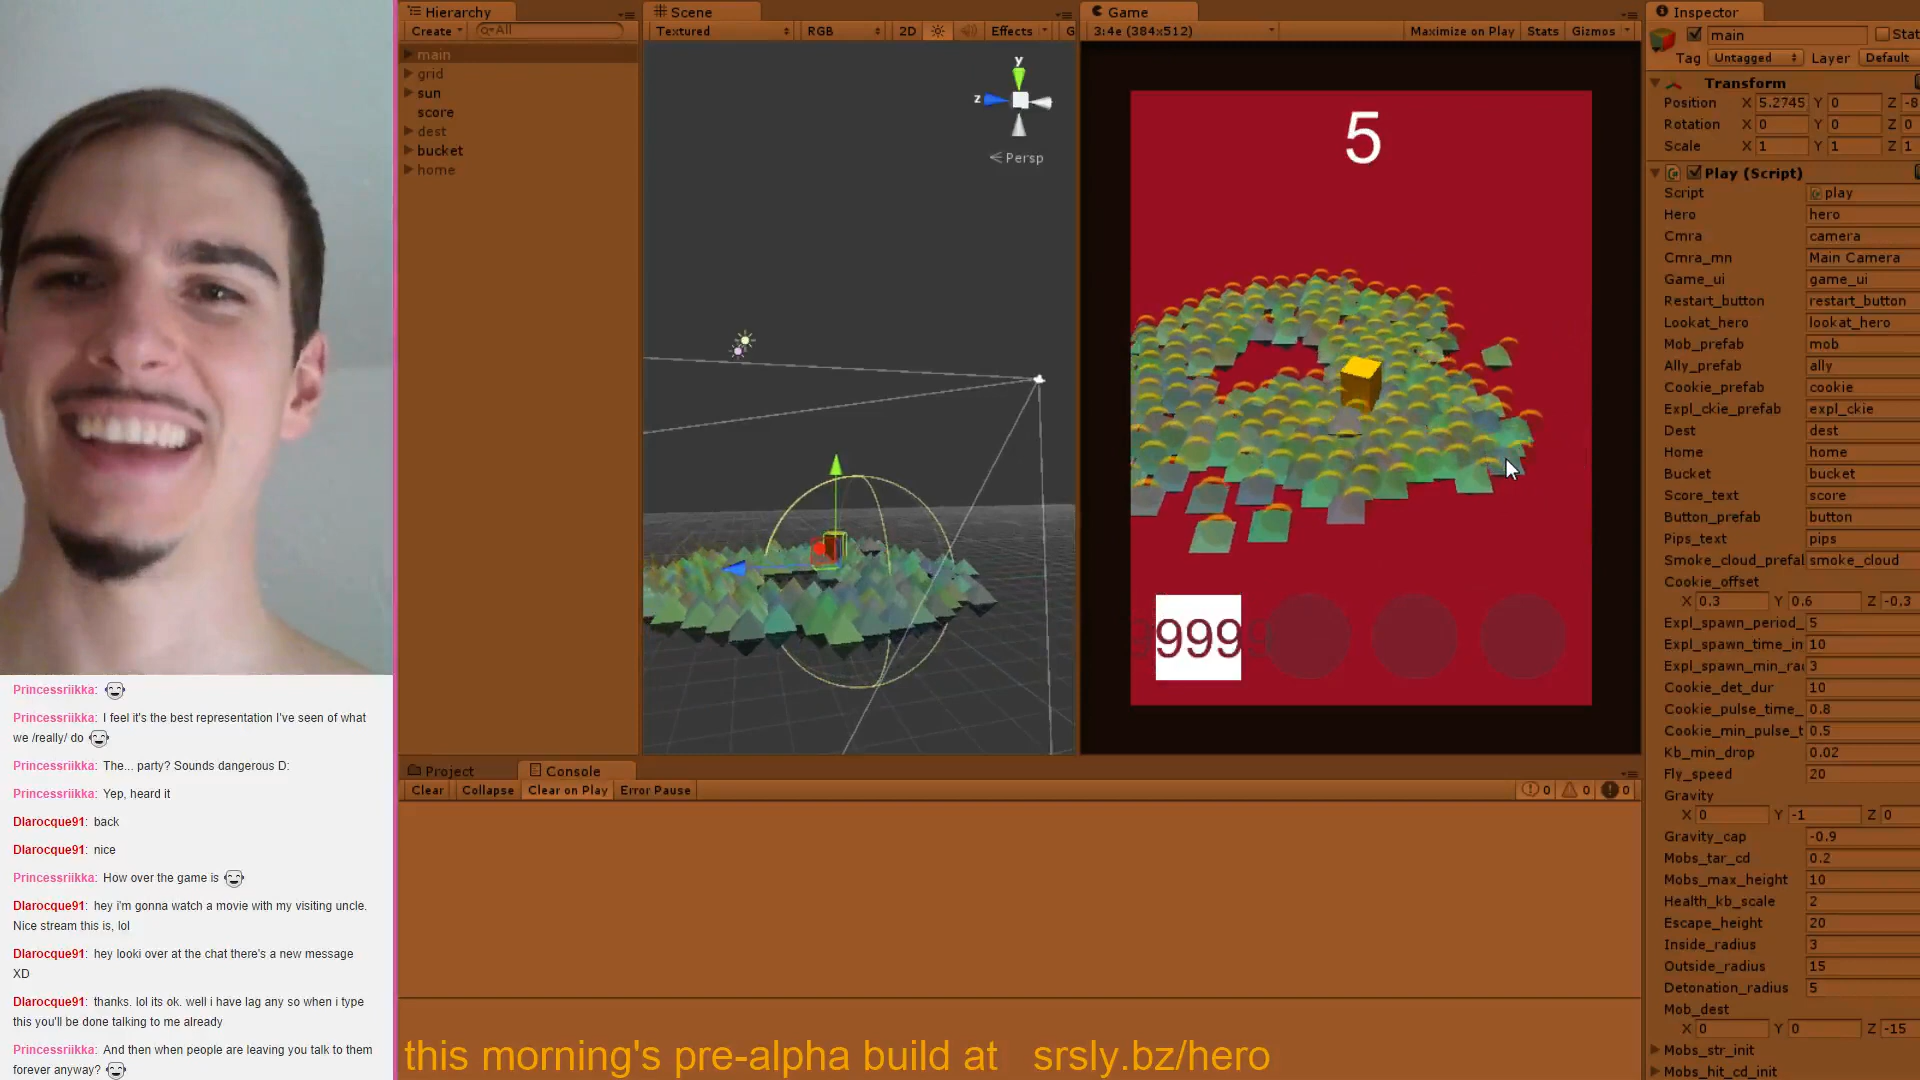 Hierarchy
Create
All
main
grid
sun
score
dest
bucket
home
Scene
Textured
RGB
2D
Effects
G
y
z
Persp
Game
3:4e (384x512)
Maximize on Play
Stats
Gizmos
5
Inspector
main
Stat
Tag Untagged Layer Default
Transform
Position X 5.2745 Y 0 Z -8
Rotation X 0 Y 0 Z 0
Scale X 1 Y 1 Z 1
Play (Script)
Script play
Hero hero
Cmra camera
Cmra_mn Main Camera
Game_ui game_ui
Restart_button restart_button
Lookat_hero lookat_hero
Mob_prefab mob
Ally_prefab ally
Cookie_prefab cookie
Expl_ckie_prefab expl_ckie
Dest dest
Home home
Bucket bucket
Score_text score
Button_prefab button
Pips_text pips
Smoke_cloud_prefal smoke_cloud
Cookie_offset
X 0.3 Y 0.6 Z -0.3
Expl_spawn_period_ 5
Expl_spawn_time_in 10
Expl_spawn_min_rai 3
Cookie_det_dur 10
Cookie_pulse_time_ 0.8
Cookie_min_pulse_t 0.5
Kb_min_drop 0.02
Fly_speed 20
Gravity
X 0 Y -1 Z 0
Gravity_cap -0.9
Mobs_tar_cd 0.2
Mobs_max_height 10
Health_kb_scale 2
Escape_height 20
Inside_radius 3
Outside_radius 15
Detonation_radius 5
Mob_dest
X 0 Y 0 Z -15
Mobs_str_init
Mobs_hit_cd_init
99999
Project
Console
Clear
Collapse
Clear on Play
Error Pause
0 0 0
Princessriikka:
Princessriikka: I feel it's the best representation I've seen of what
we /really/ do
Princessriikka: The... party? Sounds dangerous D:
Princessriikka: Yep, heard it
Dlarocque91: back
Dlarocque91: nice
Princessriikka: How over the game is
Dlarocque91: hey i'm gonna watch a movie with my visiting uncle.
Nice stream this is, lol
Dlarocque91: hey looki over at the chat there's a new message
XD
Dlarocque91: thanks. lol its ok. well i have lag any so when i type
this you'll be done talking to me already
Princessriikka: And then when people are leaving you talk to them
forever anyway?
this morning's pre-alpha build at srsly.bz/hero